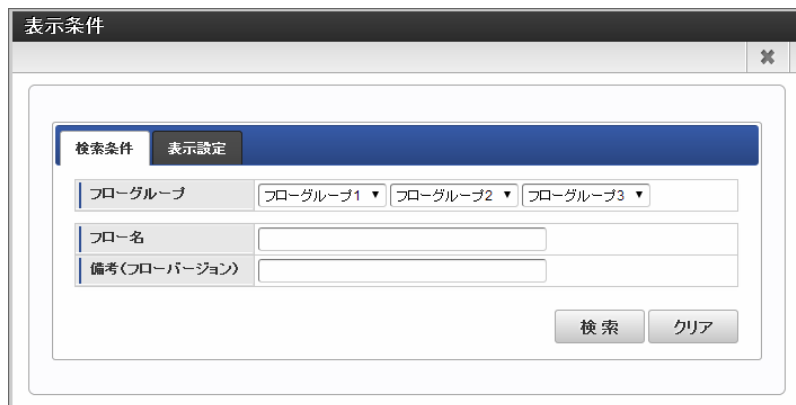 表示条件
検索条件 表示設定
フローグループ フローグループ1 フローグループ2 フローグループ3
フロー名
備考(フローバージョン)
検索 クリア